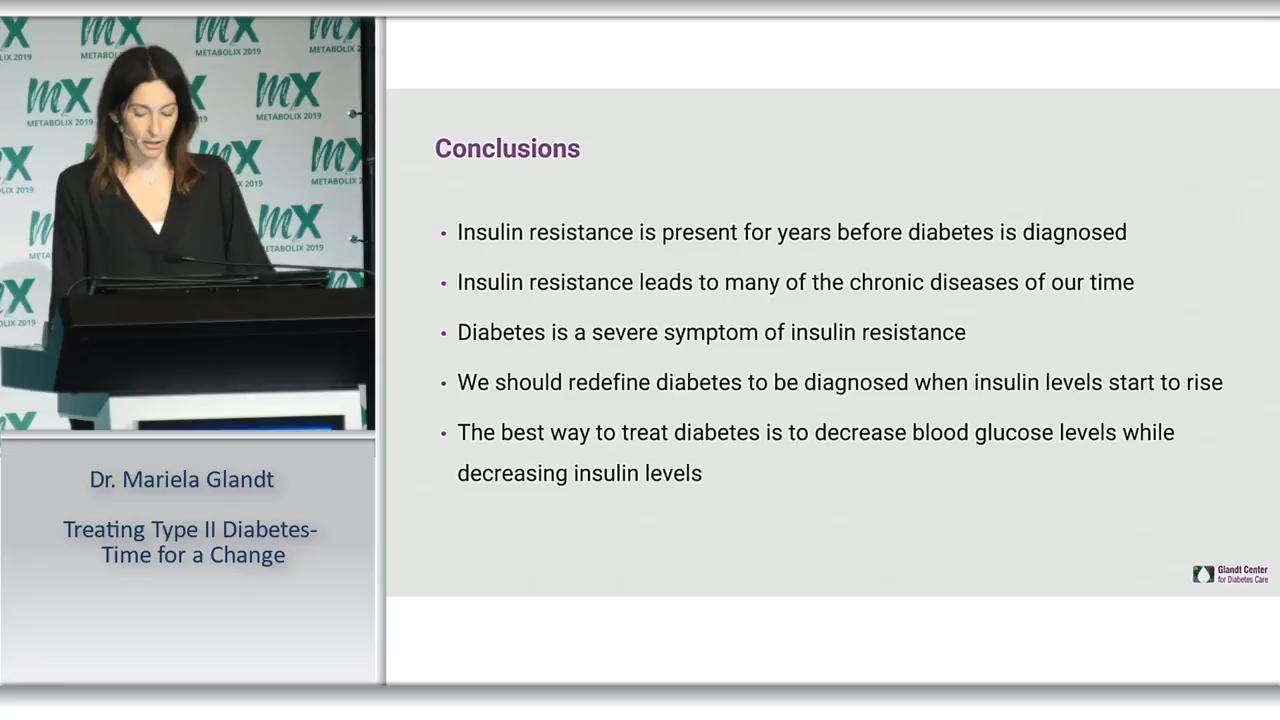 MX
METABOLIX 2019
Conclusions
• Insulin resistance is present for years before diabetes is diagnosed
• Insulin resistance leads to many of the chronic diseases of our time
• Diabetes is a severe symptom of insulin resistance
• We should redefine diabetes to be diagnosed when insulin levels start to rise
• The best way to treat diabetes is to decrease blood glucose levels while
decreasing insulin levels
Glandt Center
for Diabetes Care
Dr. Mariela Glandt
Treating Type II Diabetes-
Time for a Change